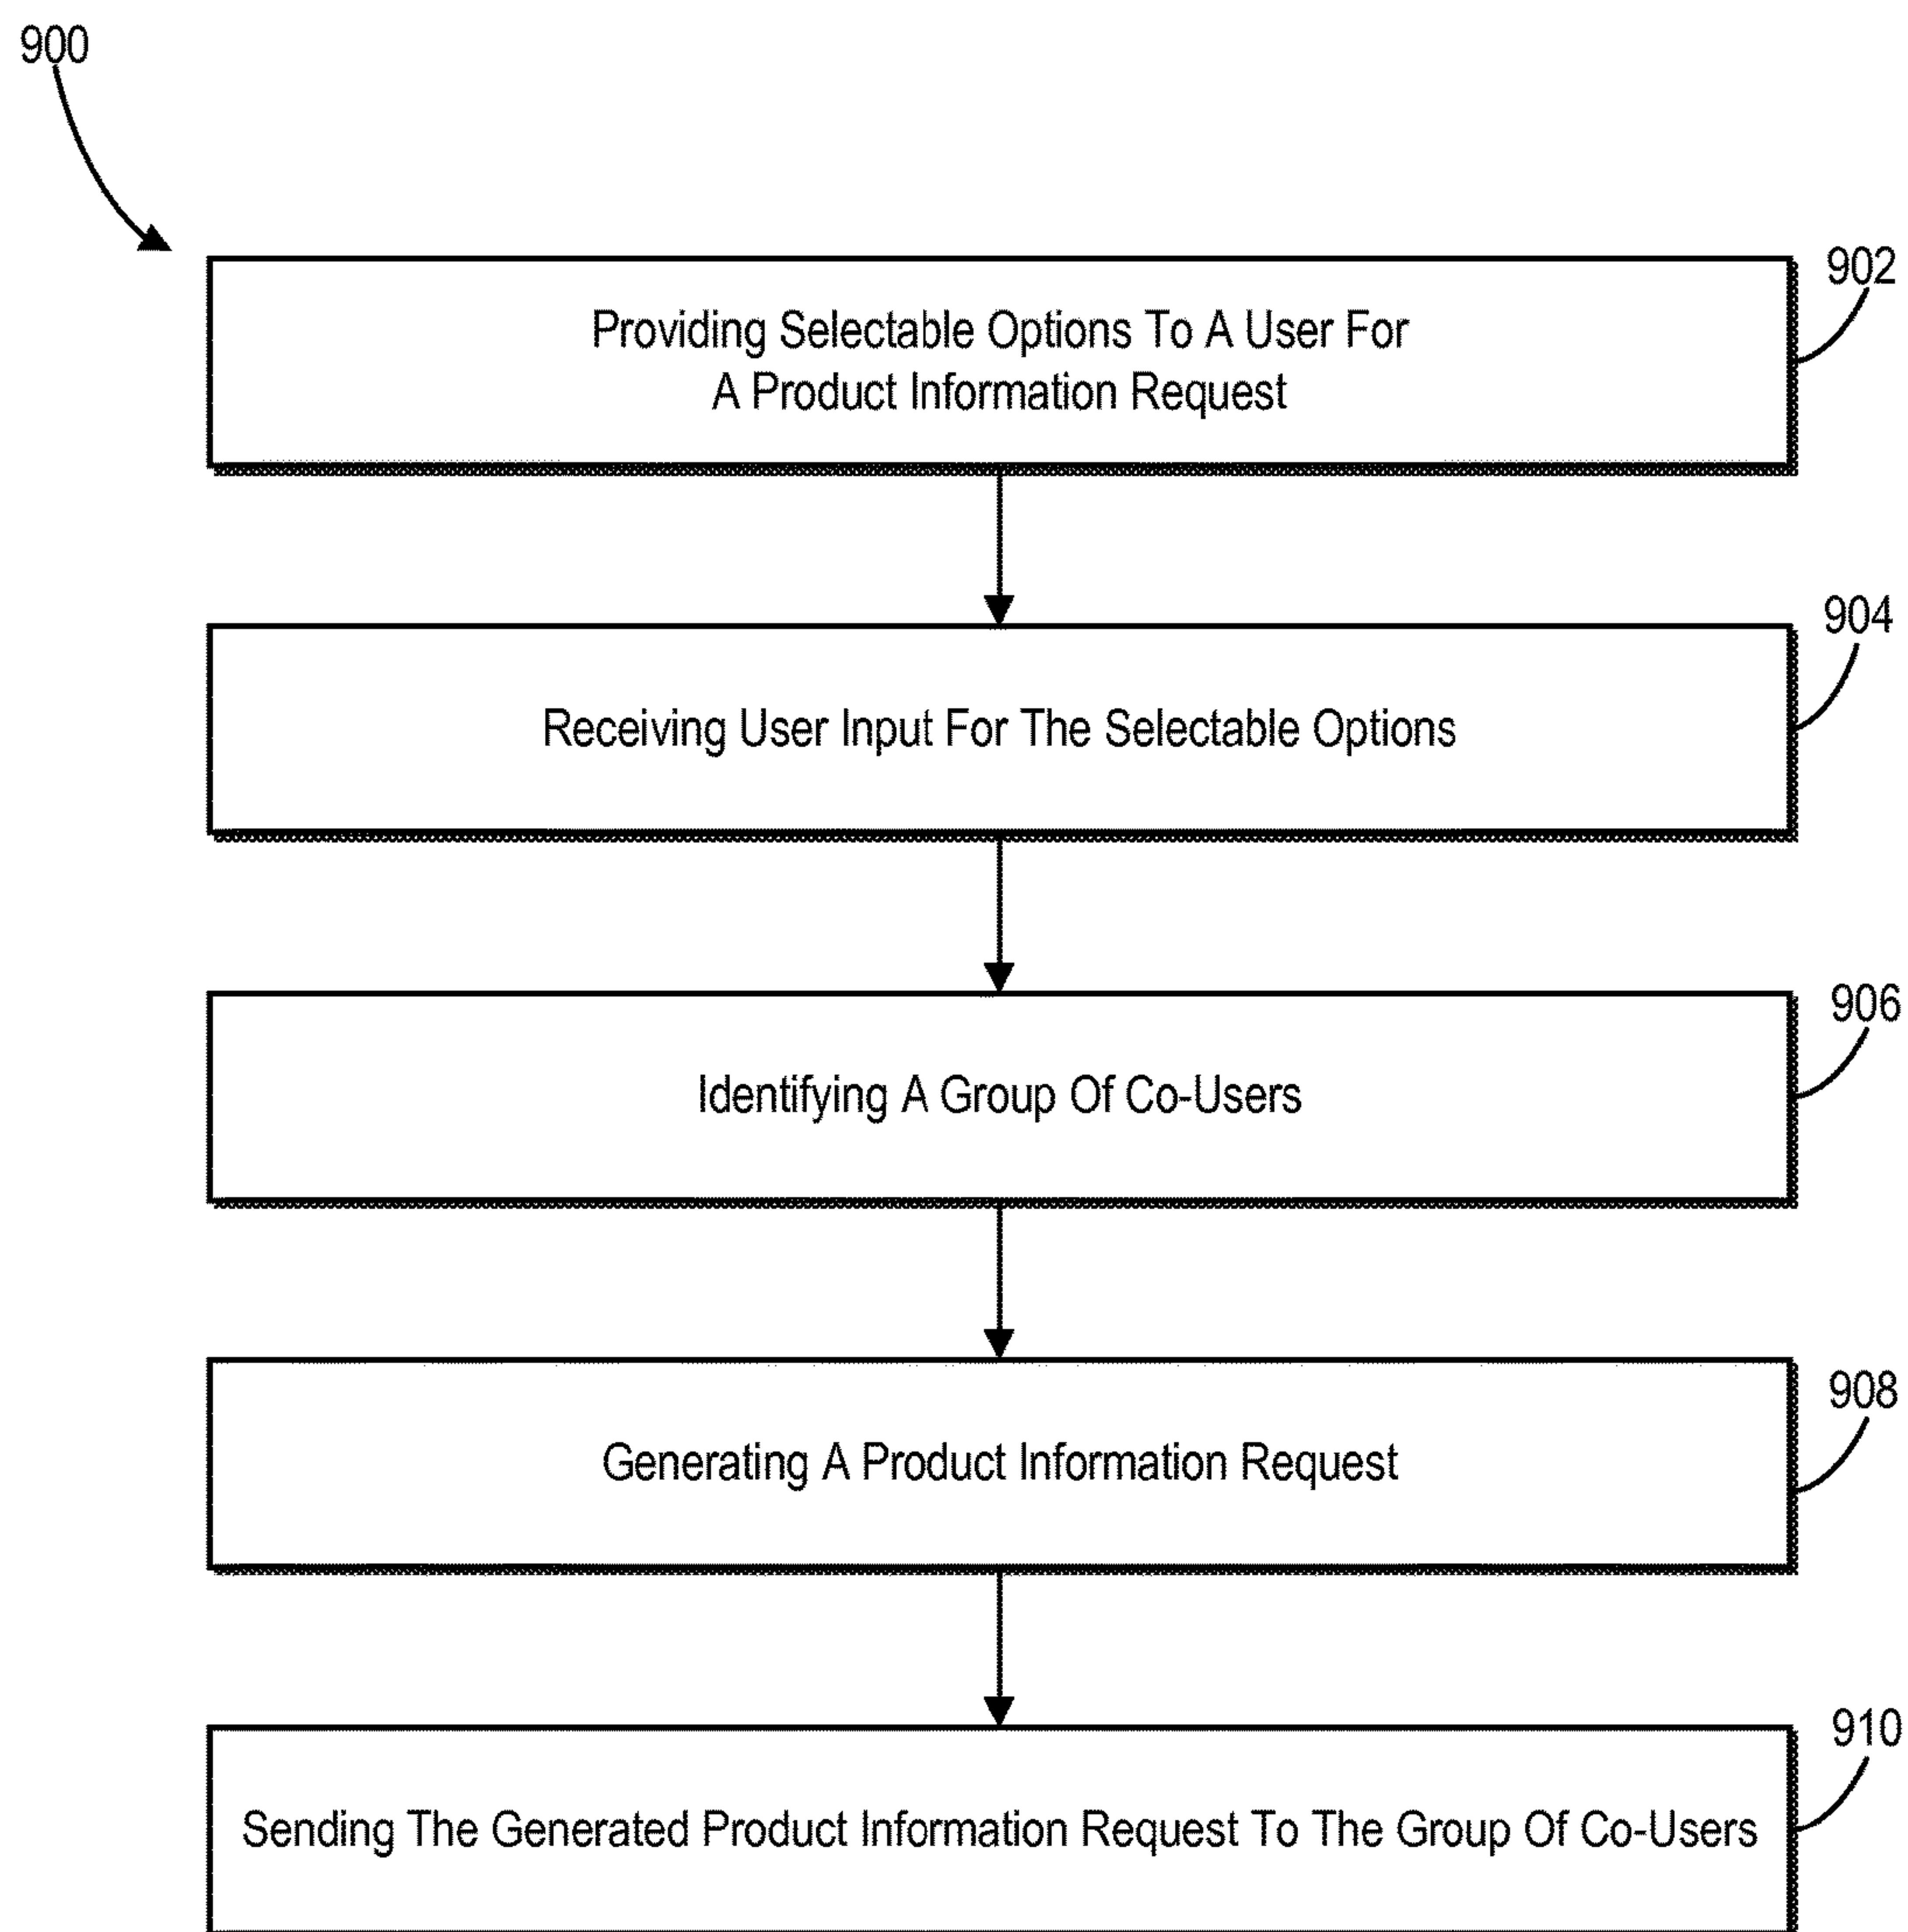 900
902
Providing Selectable Options To A User For
A Product Information Request
904
Receiving User Input For The Selectable Options
906
Identifying A Group Of Co-Users
908
Generating A Product Information Request
910
Sending The Generated Product Information Request To The Group Of Co-Users